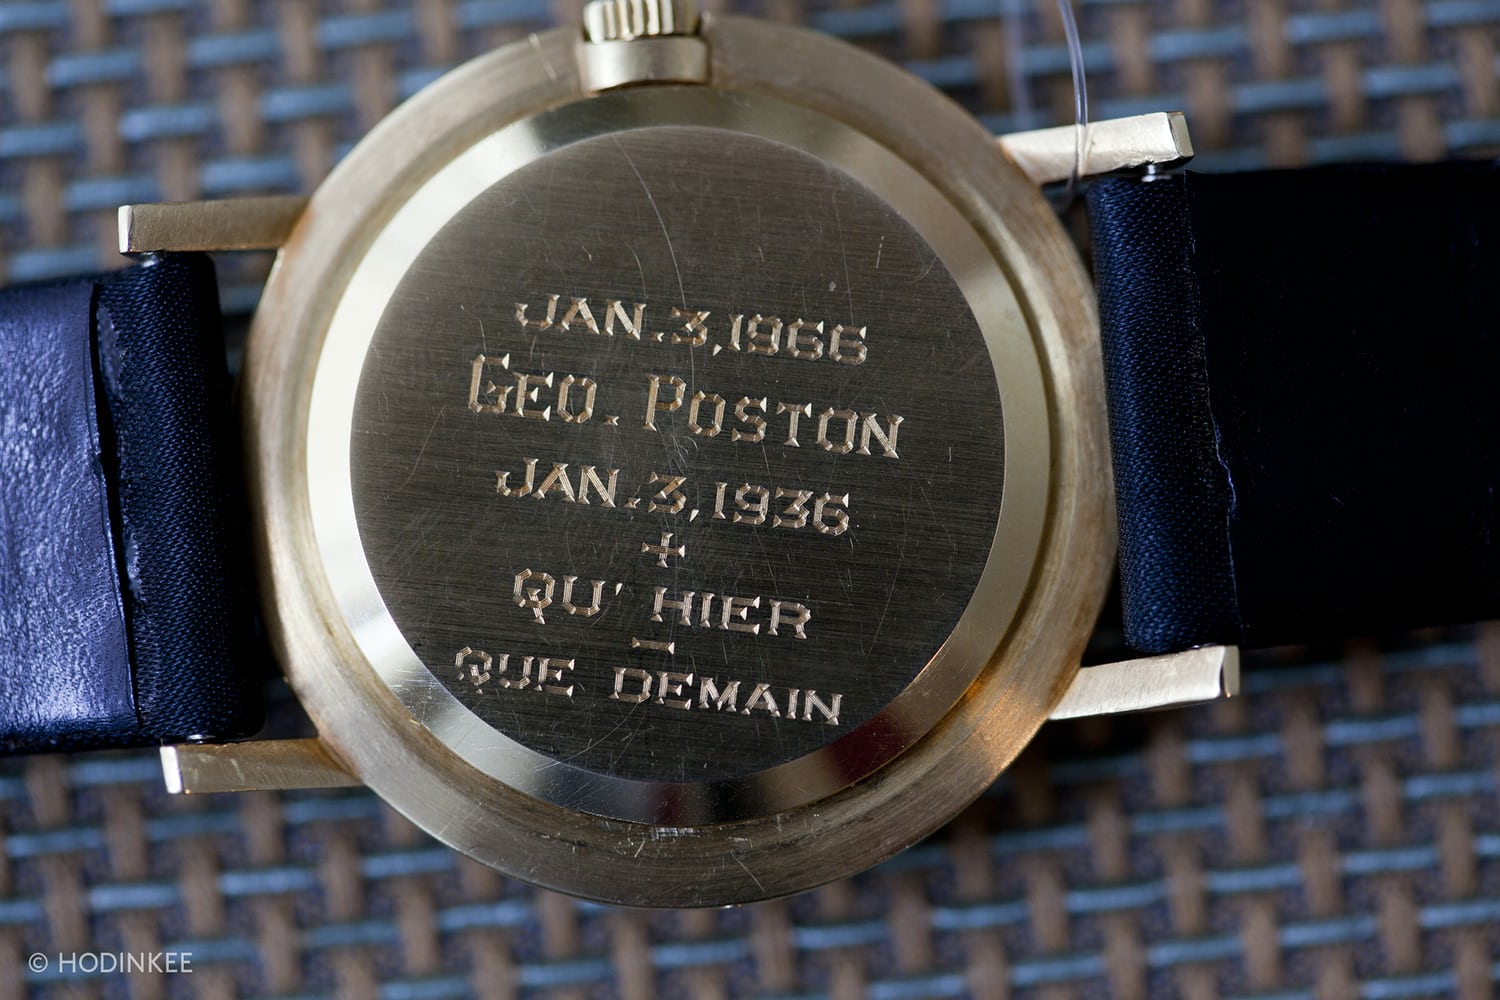 JAN.3,1966
GEO. POSTON
JAN.3,1936
+
QU' HIER
-
QUE DEMAIN
© HODINKEE